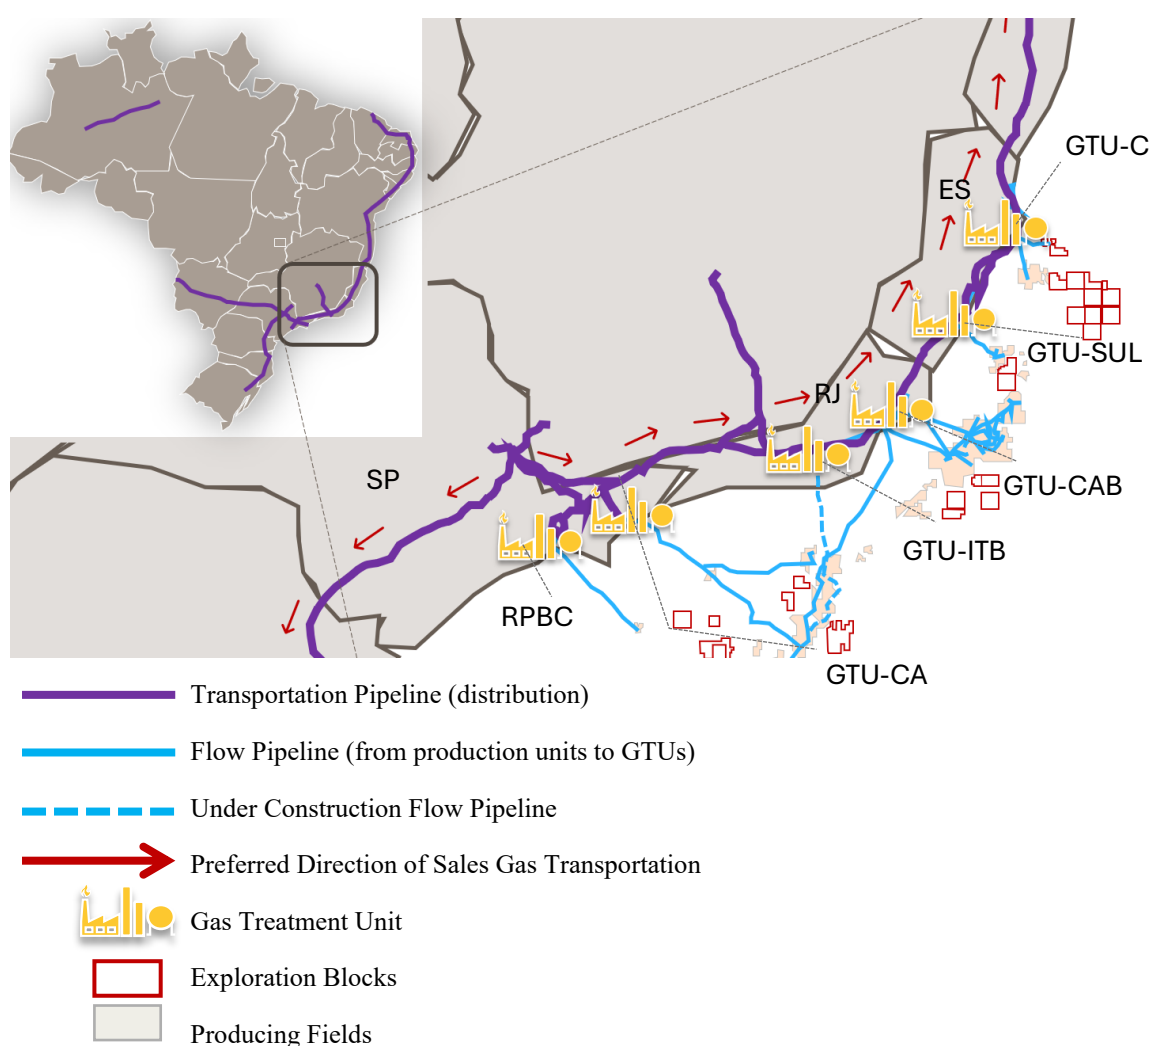 GTU-C
ES
GTU-SUL
RJ
SP
GTU-CAB
GTU-ITB
RPBC
GTU-CA
Transportation Pipeline (distribution)
Flow Pipeline (from production units to GTUs)
Under Construction Flow Pipeline
Preferred Direction of Sales Gas Transportation
Gas Treatment Unit
Exploration Blocks
Producing Fields